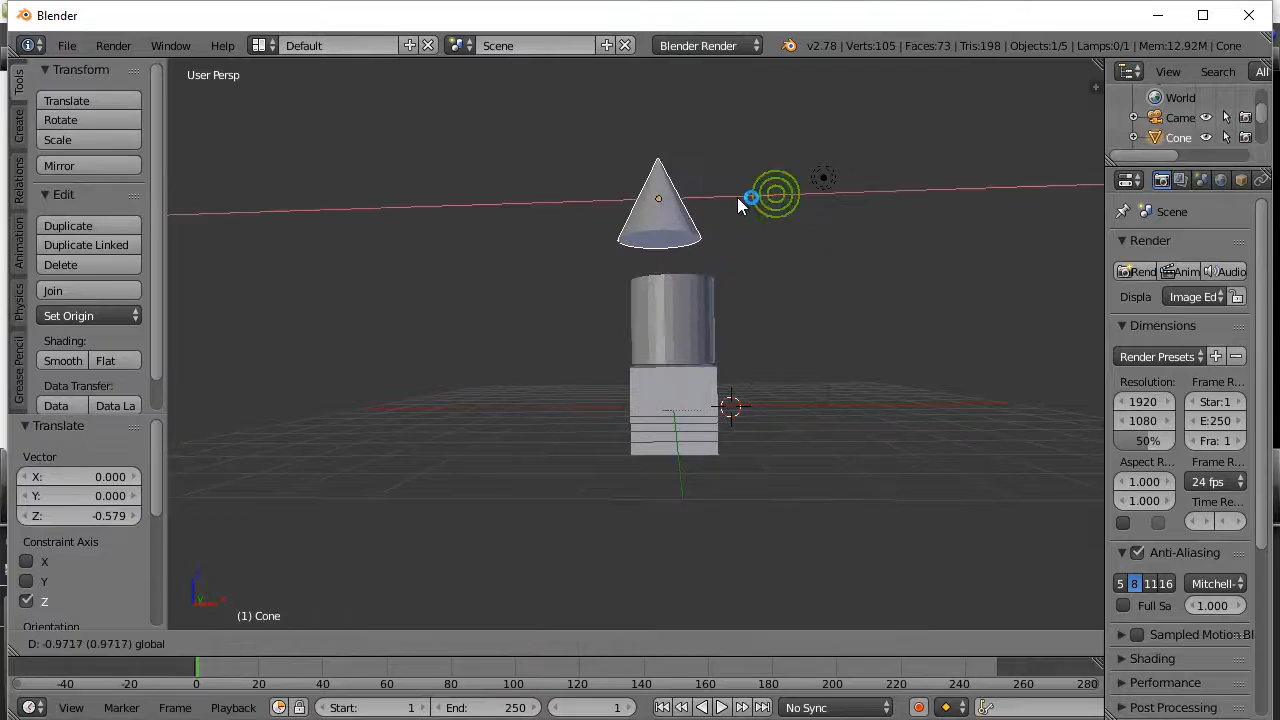 Blender
File Render Window Help Default Scene Blender Render v2.78 | Verts:105 | Faces:73 | Tris:198 | Objects:1/5 | Lamps:0/1 | Mem:12.92M | Cone
Tools
Create
Relations
Animation
Physics
Grease Pencil
Transform
Translate
Rotate
Scale
Mirror
Edit
Duplicate
Duplicate Linked
Delete
Join
Set Origin
Shading:
Smooth Flat
Data Transfer:
Data Data La
Translate
Vector
X: 0.000
Y: 0.000
Z: -0.579
Constraint Axis
X
Y
Z
Orientation
User Persp
z
y
x
(1) Cone
D: -0.9717 (0.9717) global
View Search All
World
Came
Cone
Scene
Render
Rend Anim Audio
Displa Image Ed
Dimensions
Render Presets
Resolution: Frame R...
1920 Star:1
1080 E:250
50% Fra: 1
Aspect R... Frame R...
1.000 24 fps
1.000 Time Re...
Anti-Aliasing
5 8 11 16 Mitchell-
Full Sa 1.000
Sampled Motion Bl
Shading
Performance
Post Processing
-40 -20 0 20 40 60 80 100 120 140 160 180 200 220 240 260 280
View Marker Frame Playback Start: 1 End: 250 1 No Sync